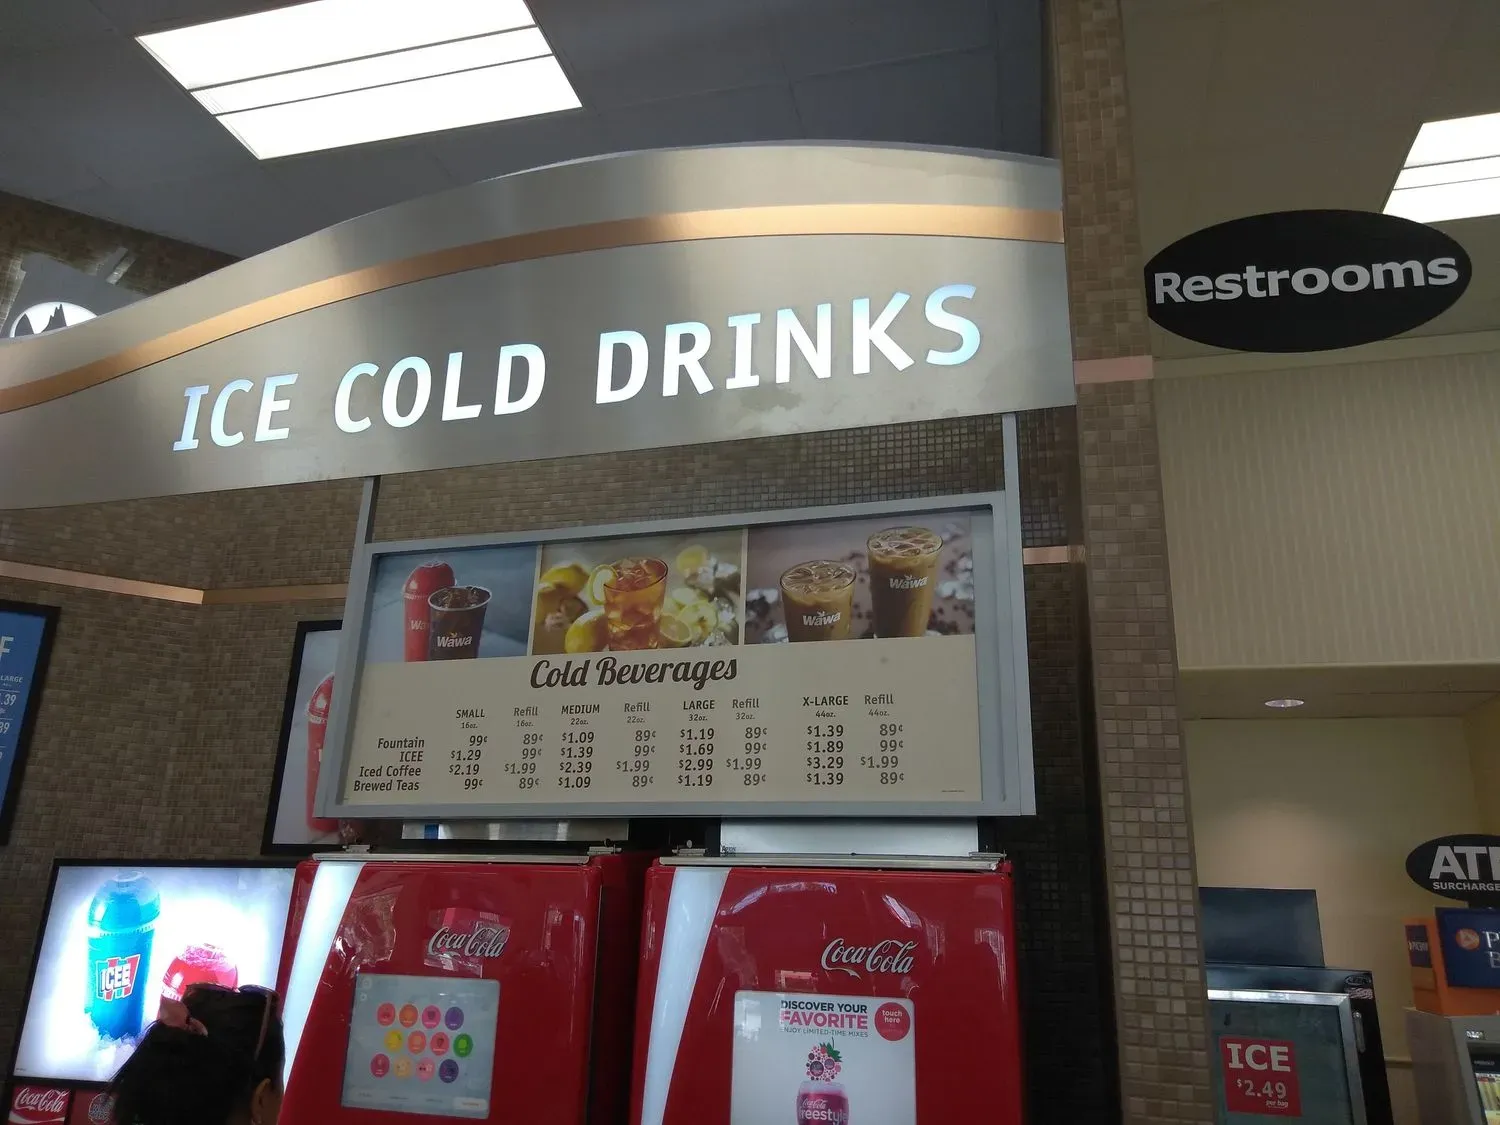 ICE COLD DRINKS
Restrooms
Wawa
Wawa
Wawa
Cold Beverages
SMALL Refill MEDIUM Refill LARGE Refill X-LARGE Refill
16oz. 16oz. 22oz. 22oz. 32oz. 32oz. 44oz. 44oz.
Fountain 99¢ 89¢ $1.09 89¢ $1.19 89¢ $1.39 89¢
ICEE $1.29 99¢ $1.39 99¢ $1.69 99¢ $1.89 99¢
Iced Coffee $2.19 $1.99 $2.39 $1.99 $2.99 $1.99 $3.29 $1.99
Brewed Teas 99¢ 89¢ $1.09 89¢ $1.19 89¢ $1.39 89¢
SURCHARGE
Coca-Cola
Coca-Cola
ICEE
DISCOVER YOUR
FAVORITE
ENJOY LIMITED-TIME MIXES
touch
here
Coca-Cola
freestyle
ICE
$2.49
per bag
Coca-Cola